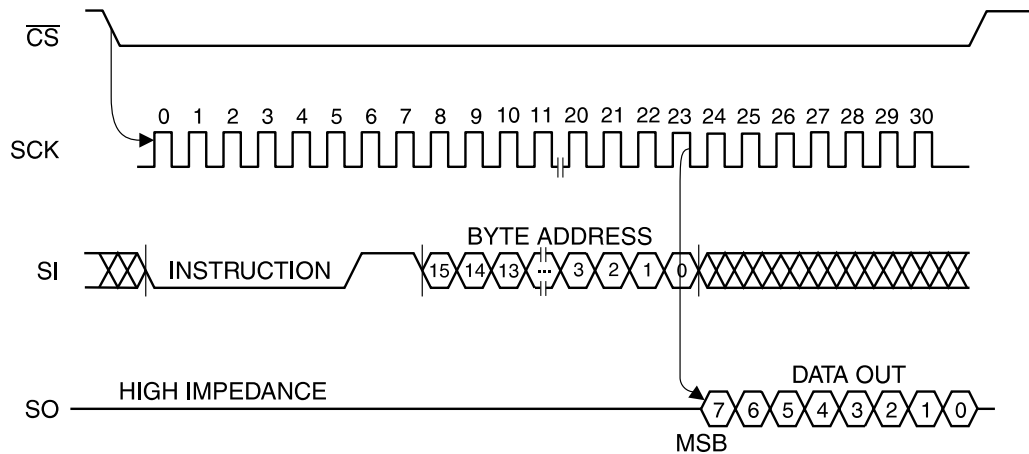 CS
0 1 2 3 4 5 6 7 8 9 10 11 20 21 22 23 24 25 26 27 28 29 30
SCK
BYTE ADDRESS
SI INSTRUCTION 15 14 13 ... 3 2 1 0
HIGH IMPEDANCE DATA OUT
SO 7 6 5 4 3 2 1 0
MSB